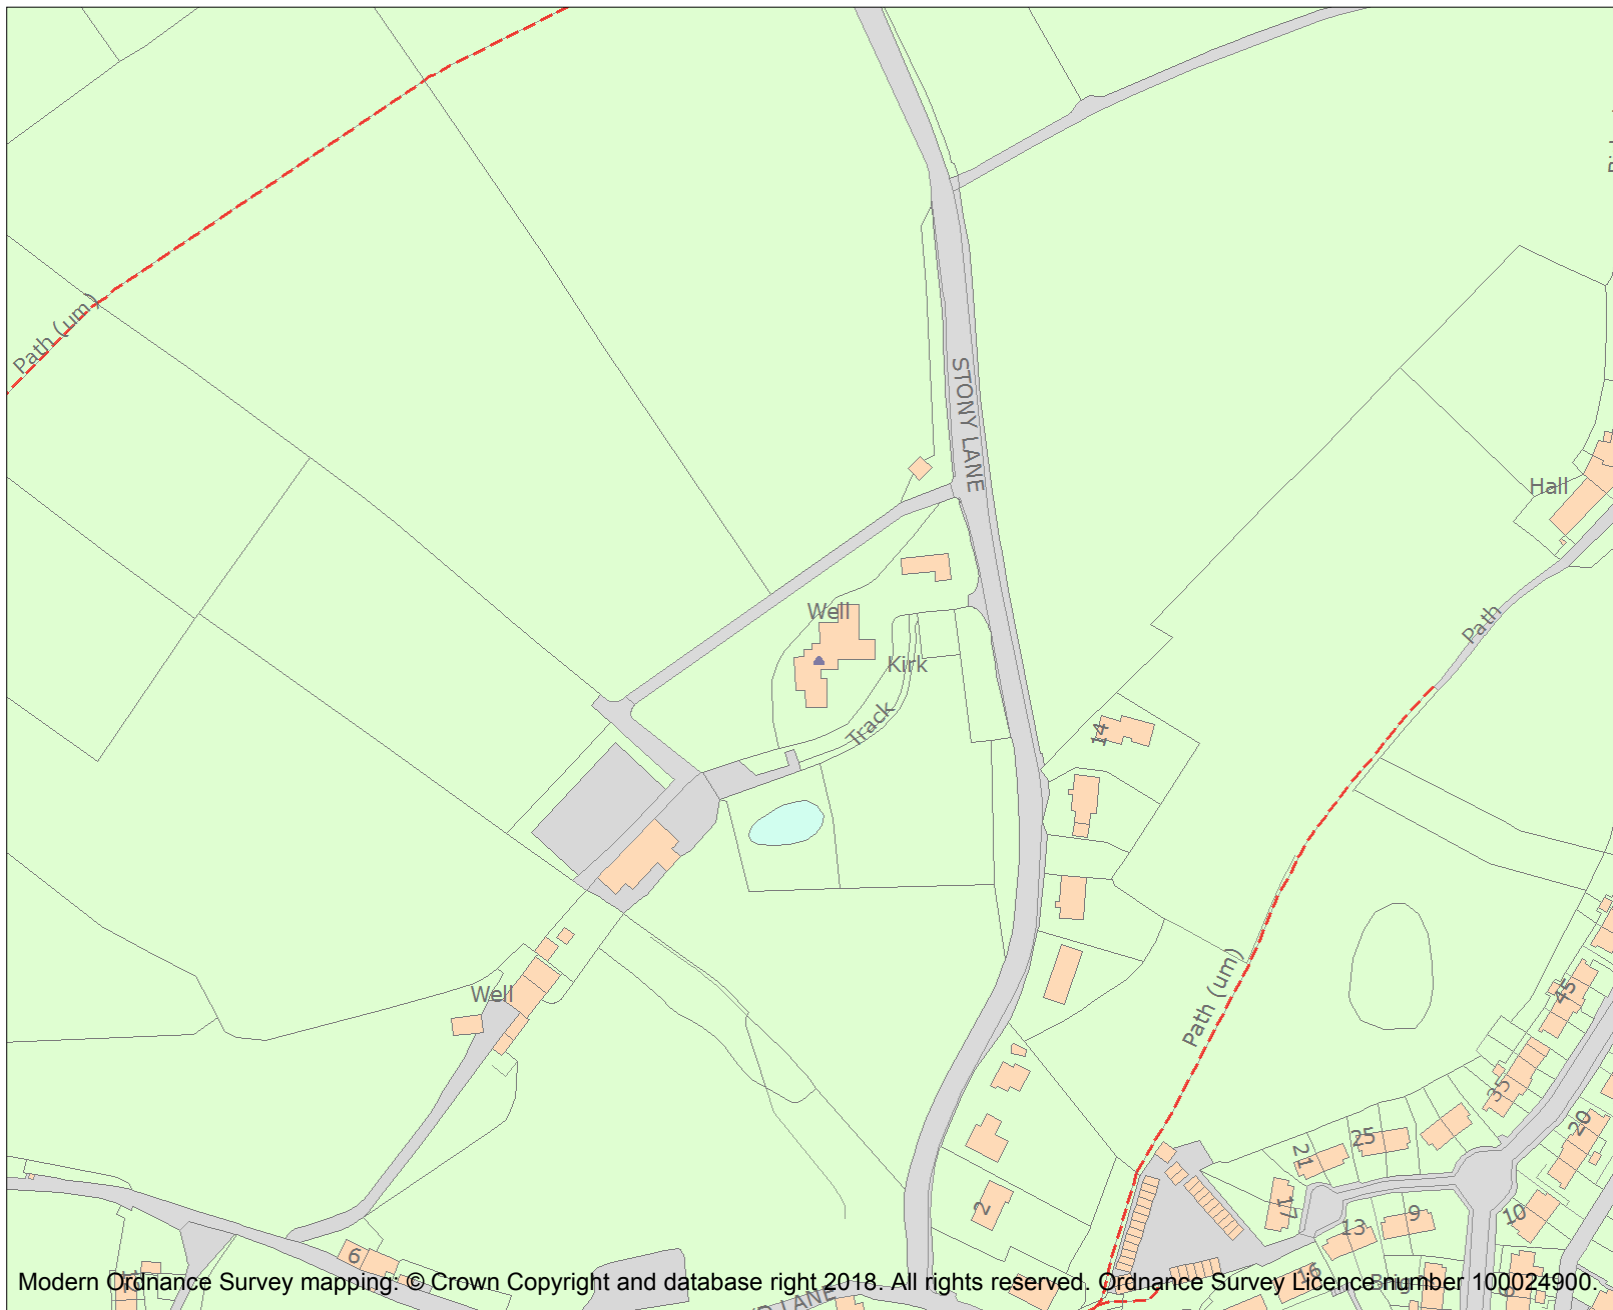 Path (um)
STONY LANE
Hall
Well
Kirk
Path
Track
14
Path (um)
Well
45
35
20
25
21
17
2
13
9
10
6
16
Modern Ordnance Survey mapping: © Crown Copyright and database right 2018. All rights reserved. Ordnance Survey Licence number 100024900.
LANE